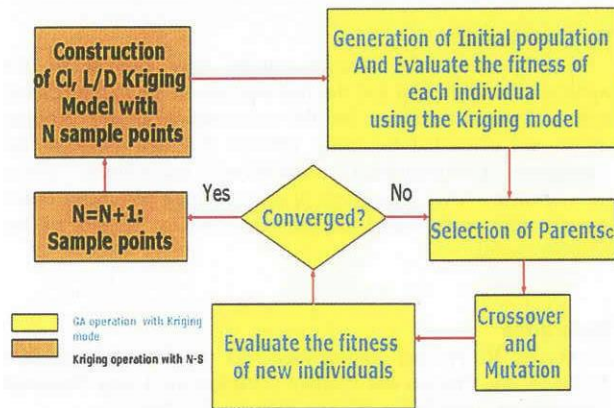 Construction
of Cl, L/D Kriging
Model with
N sample points
Generation of Initial population
And Evaluate the fitness of
each individual
using the Kriging model
Yes
No
N=N+1:
Sample points
Converged?
Selection of Parentsc
Evaluate the fitness
of new individuals
Crossover
and
Mutation
GA operation with Kriging
mode
Kriging operation with N-S